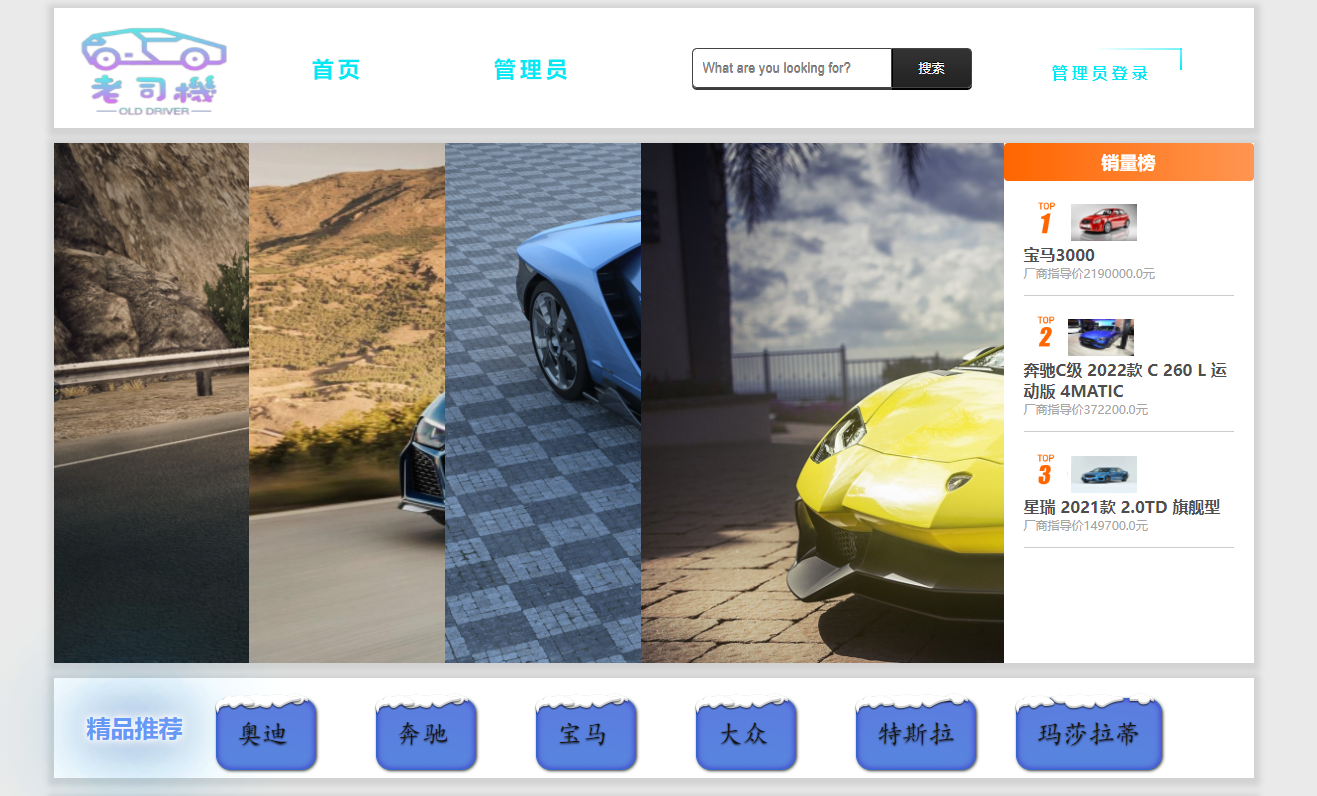 老司機
OLD DRIVER
首页
管理员
What are you looking for?
搜索
管理员登录
销量榜
TOP
1
宝马3000
厂商指导价2190000.0元
TOP
2
奔驰C级 2022款 C 260 L 运
动版 4MATIC
厂商指导价372200.0元
TOP
3
星瑞 2021款 2.0TD 旗舰型
厂商指导价149700.0元
精品推荐
奥迪
奔驰
宝马
大众
特斯拉
玛莎拉蒂